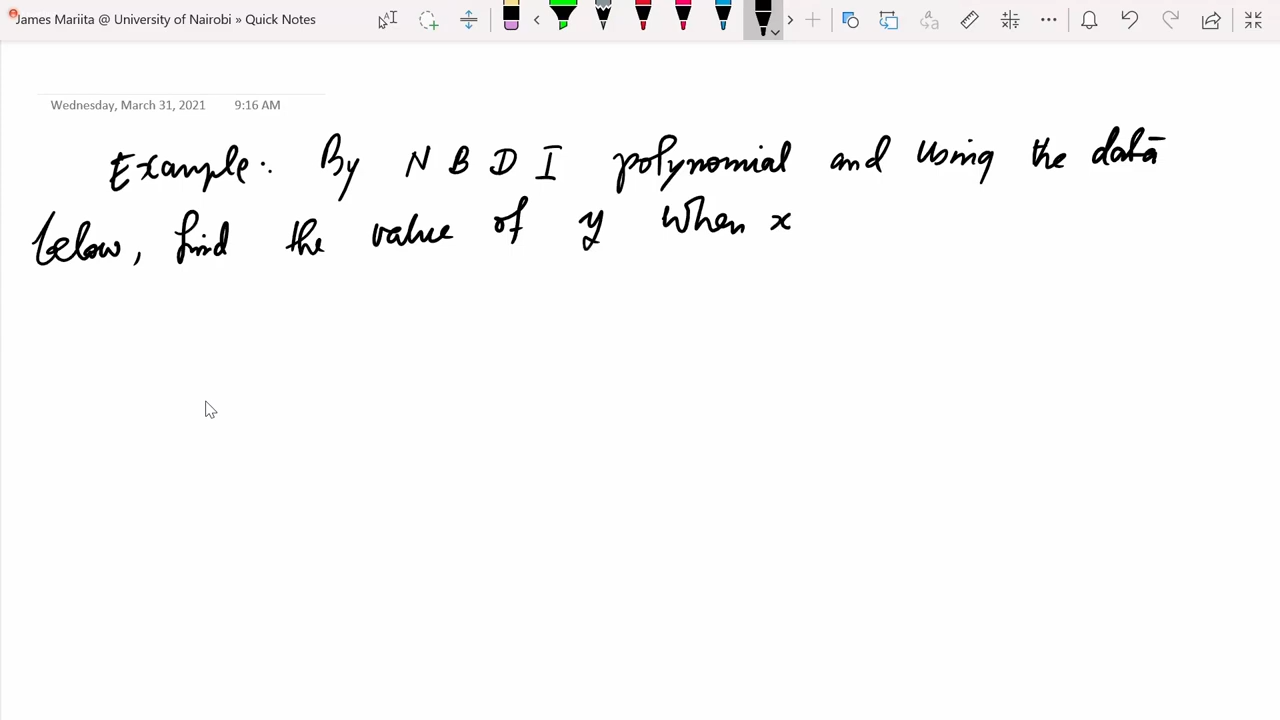 James Mariita @ University of Nairobi » Quick Notes
Wednesday, March 31, 2021 9:16 AM
Example: By N B D I polynomial and using the data
below, find the value of y when x